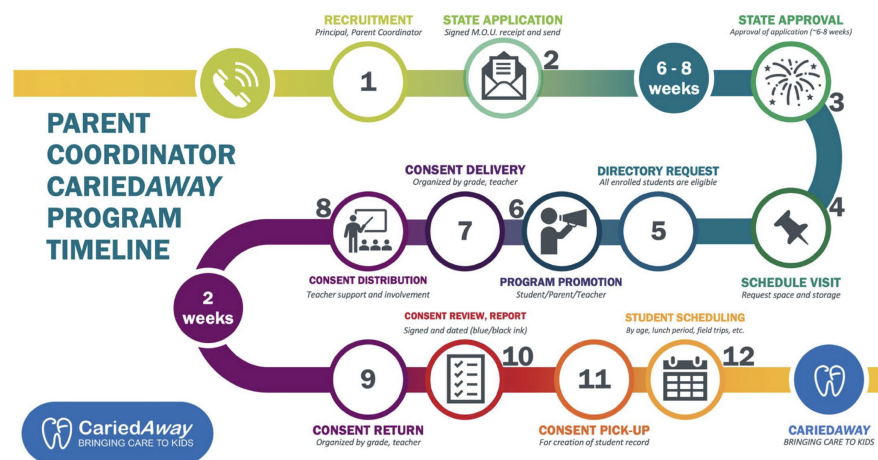 RECRUITMENT
Principal, Parent Coordinator
1
STATE APPLICATION
Signed M.O.U. receipt and send
2
6 - 8
weeks
STATE APPROVAL
Approval of application (~6-8 weeks)
3
PARENT
COORDINATOR
CARIEDAWAY
PROGRAM
TIMELINE
4
SCHEDULE VISIT
Request space and storage
DIRECTORY REQUEST
All enrolled students are eligible
5
6
PROGRAM PROMOTION
Student/Parent/Teacher
CONSENT DELIVERY
Organized by grade, teacher
7
8
CONSENT DISTRIBUTION
Teacher support and involvement
2
weeks
9
CONSENT RETURN
Organized by grade, teacher
CONSENT REVIEW, REPORT
Signed and dated (blue/black ink)
10
11
CONSENT PICK-UP
For creation of student record
STUDENT SCHEDULING
By age, lunch period, field trips, etc.
12
CARIEDAWAY
BRINGING CARE TO KIDS
CariedAway
BRINGING CARE TO KIDS